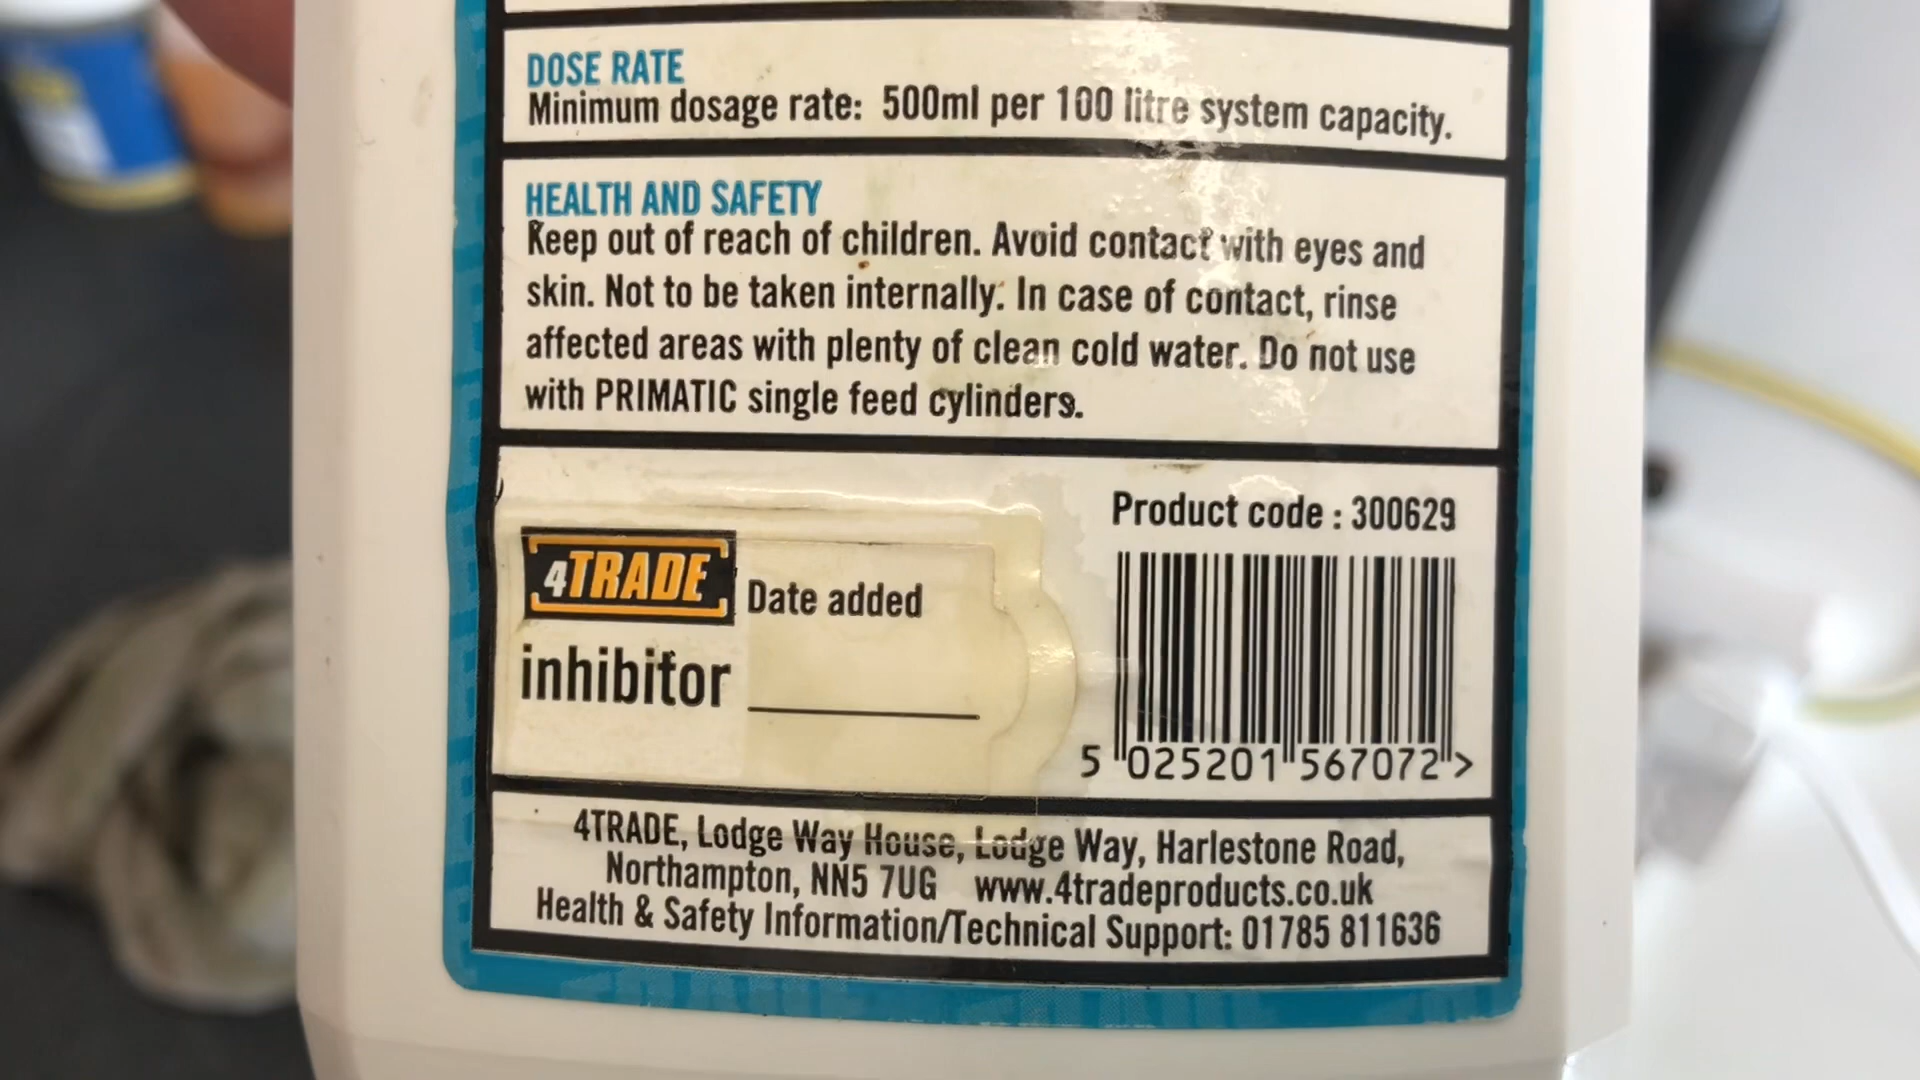 DOSE RATE
Minimum dosage rate: 500ml per 100 litre system capacity.
HEALTH AND SAFETY
Keep out of reach of children. Avoid contact with eyes and
skin. Not to be taken internally. In case of contact, rinse
affected areas with plenty of clean cold water. Do not use
with PRIMATIC single feed cylinders.
Product code : 300629
4TRADE Date added
inhibitor
5 025201 567072 >
4TRADE, Lodge Way House, Lodge Way, Harlestone Road,
Northampton, NN5 7UG www.4tradeproducts.co.uk
Health & Safety Information/Technical Support: 01785 811636